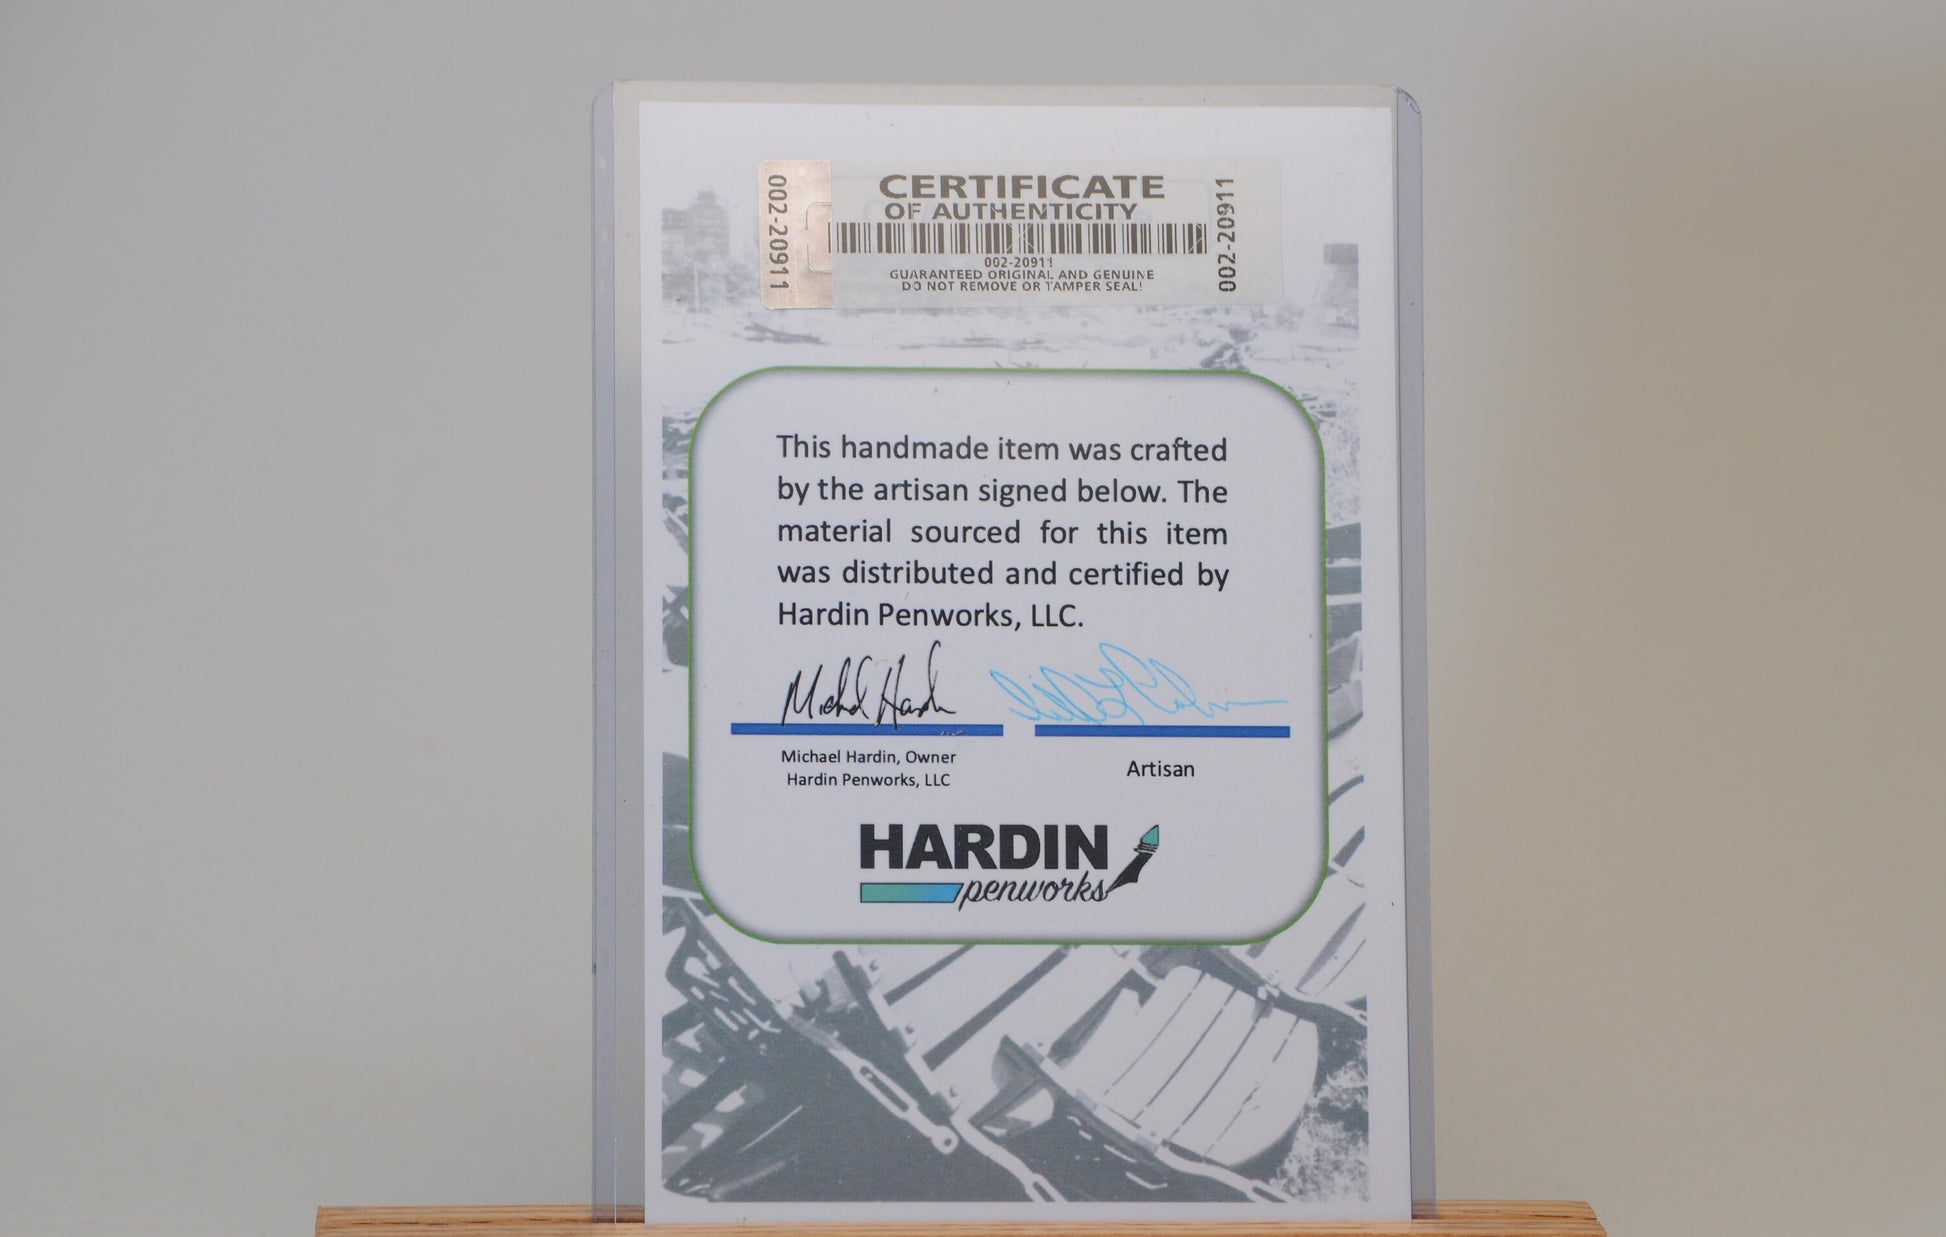 002-20911
CERTIFICATE
OF AUTHENTICITY
002-20911
GUARANTEED ORIGINAL AND GENUINE
DO NOT REMOVE OR TAMPER SEAL!
002-20911
This handmade item was crafted
by the artisan signed below. The
material sourced for this item
was distributed and certified by
Hardin Penworks, LLC.
Michael Hardin
Michael Hardin, Owner
Hardin Penworks, LLC
Artisan
HARDIN
penworks